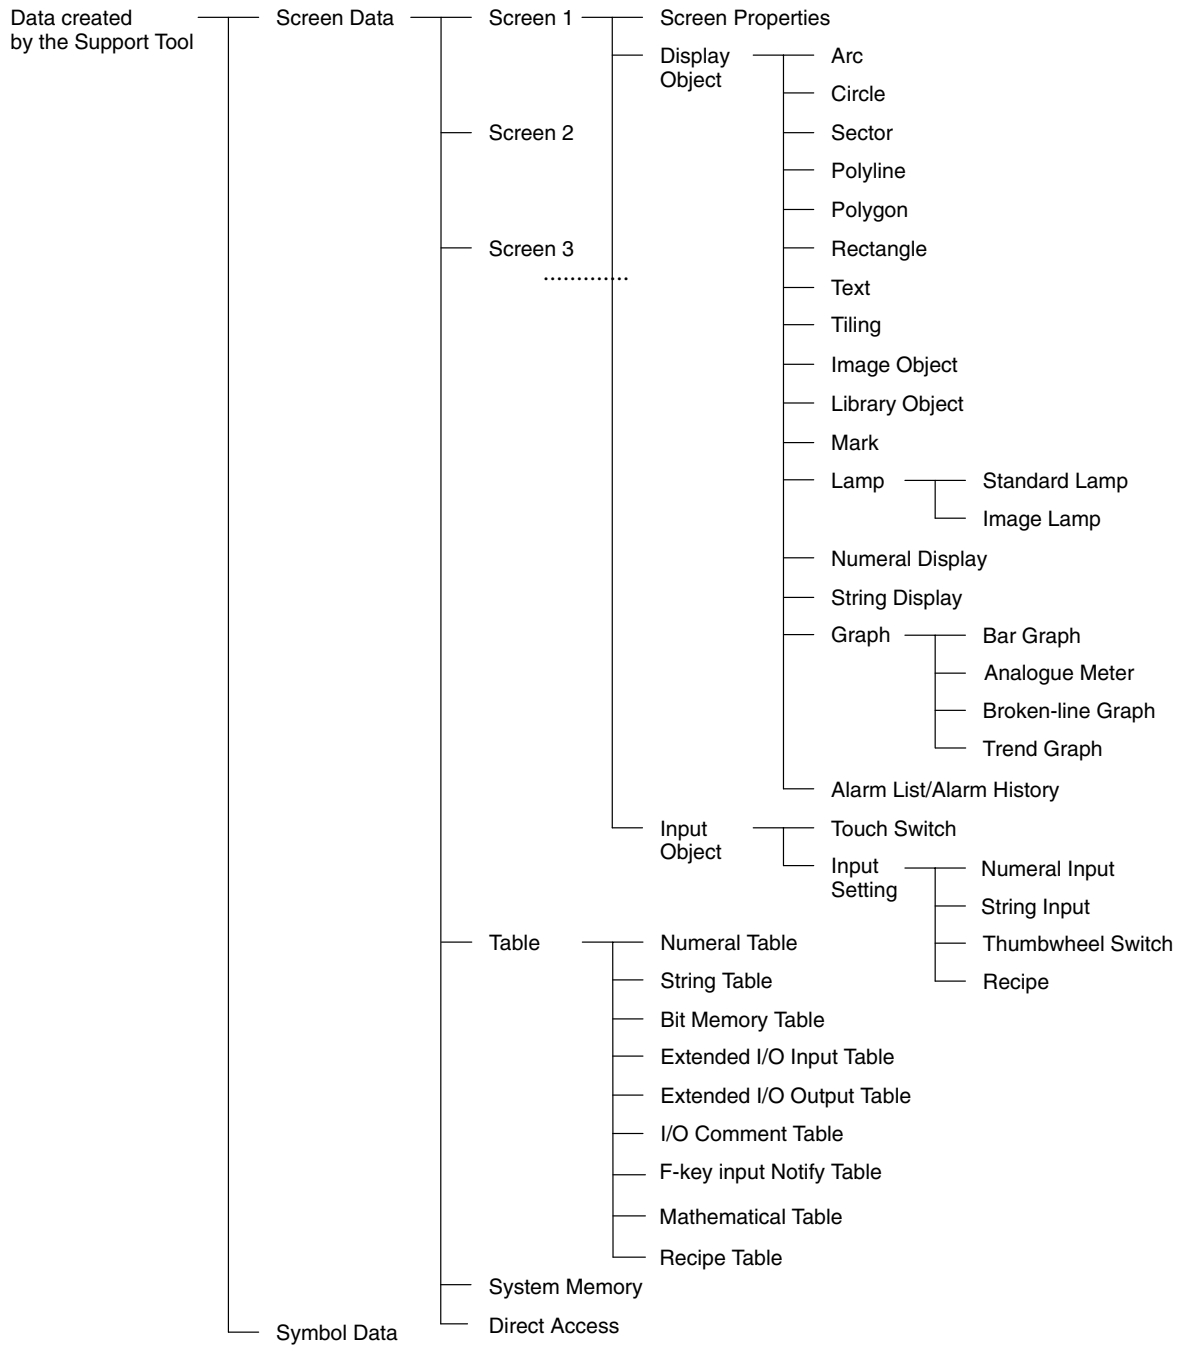 Data created
by the Support Tool
Screen Data
Screen 1
Screen Properties
Display
Object
Arc
Circle
Screen 2
Sector
Polyline
Polygon
Screen 3
Rectangle
.............
Text
Tiling
Image Object
Library Object
Mark
Lamp
Standard Lamp
Image Lamp
Numeral Display
String Display
Graph
Bar Graph
Analogue Meter
Broken-line Graph
Trend Graph
Alarm List/Alarm History
Input
Object
Touch Switch
Input
Setting
Numeral Input
String Input
Thumbwheel Switch
Recipe
Table
Numeral Table
String Table
Bit Memory Table
Extended I/O Input Table
Extended I/O Output Table
I/O Comment Table
F-key input Notify Table
Mathematical Table
Recipe Table
System Memory
Direct Access
Symbol Data